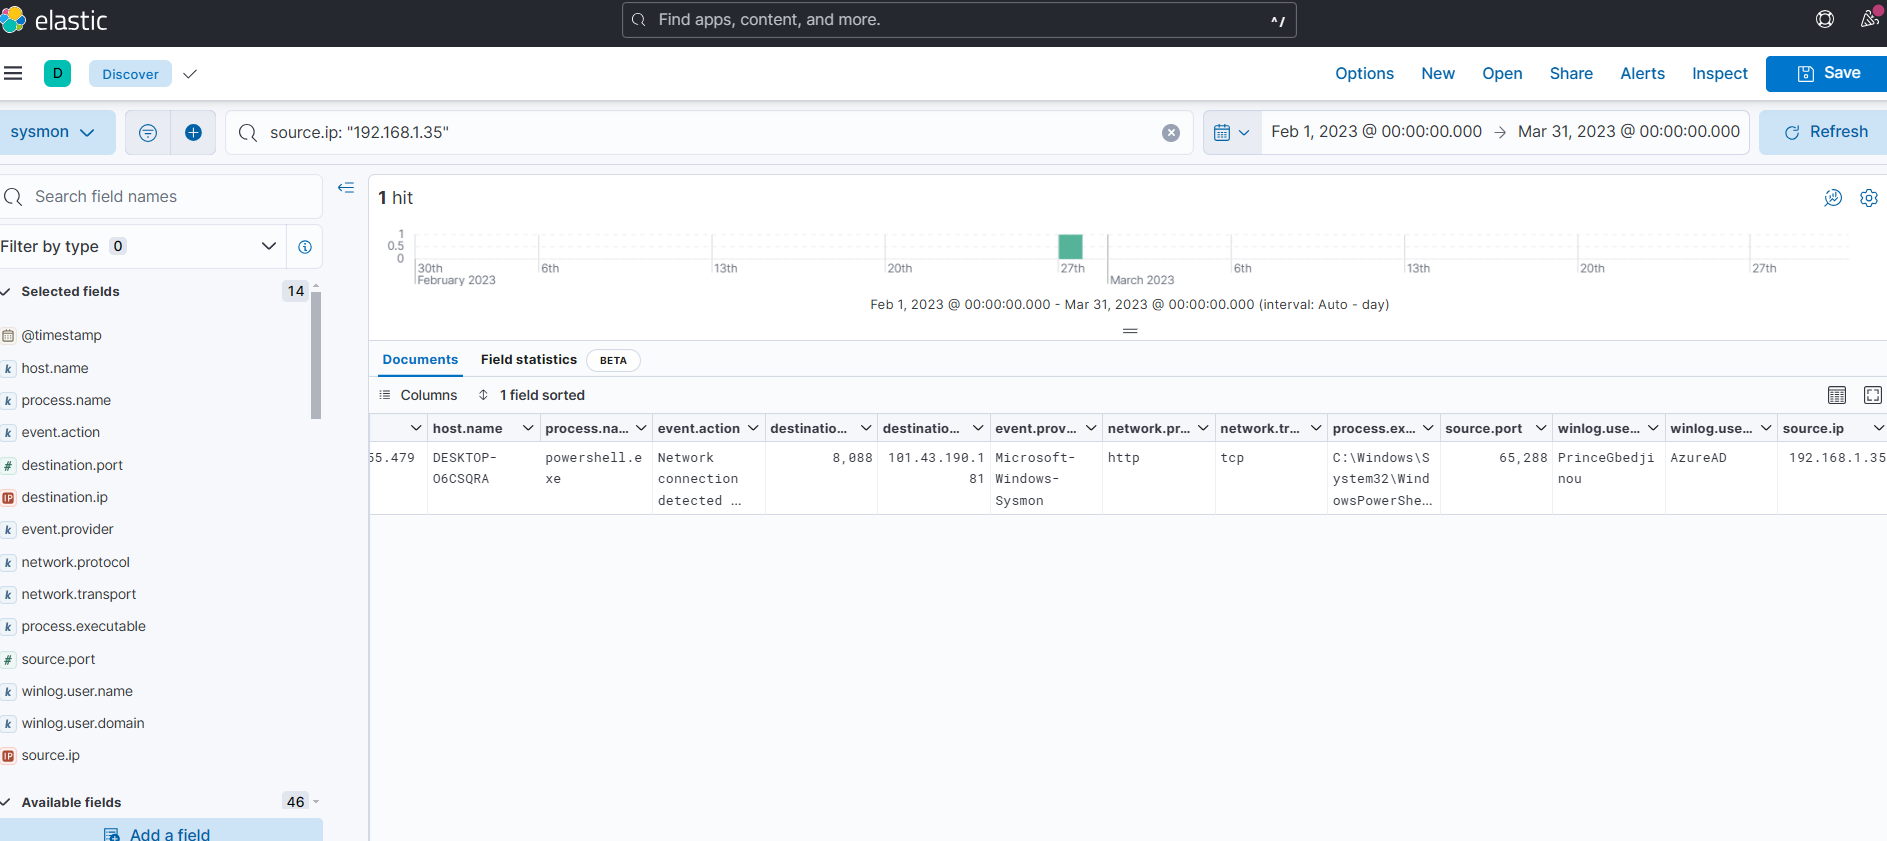 elastic
Find apps, content, and more.
^/
D
Discover
Options
New
Open
Share
Alerts
Inspect
Save
sysmon
source.ip: "192.168.1.35"
Feb 1, 2023 @ 00:00:00.000 → Mar 31, 2023 @ 00:00:00.000
Refresh
Search field names
Filter by type 0
Selected fields 14
@timestamp
host.name
process.name
event.action
destination.port
destination.ip
event.provider
network.protocol
network.transport
process.executable
source.port
winlog.user.name
winlog.user.domain
source.ip
Available fields 46
Add a field
1 hit
1
0.5
0
30th
February 2023
6th
13th
20th
27th
March 2023
6th
13th
20th
27th
Feb 1, 2023 @ 00:00:00.000 - Mar 31, 2023 @ 00:00:00.000 (interval: Auto - day)
Documents
Field statistics
BETA
Columns
1 field sorted
host.name process.na... event.action destinatio... destinatio... event.prov... network.pr... network.tr... process.ex... source.port winlog.use... winlog.use... source.ip
55.479 DESKTOP- powershell.e Network 8,088 101.43.190.1 Microsoft- http tcp C:\Windows\S 65,288 PrinceGbedji AzureAD 192.168.1.35
O6CSQRA xe connection 81 Windows- ystem32\Wind nou
detected ... Sysmon owsPowerShe...